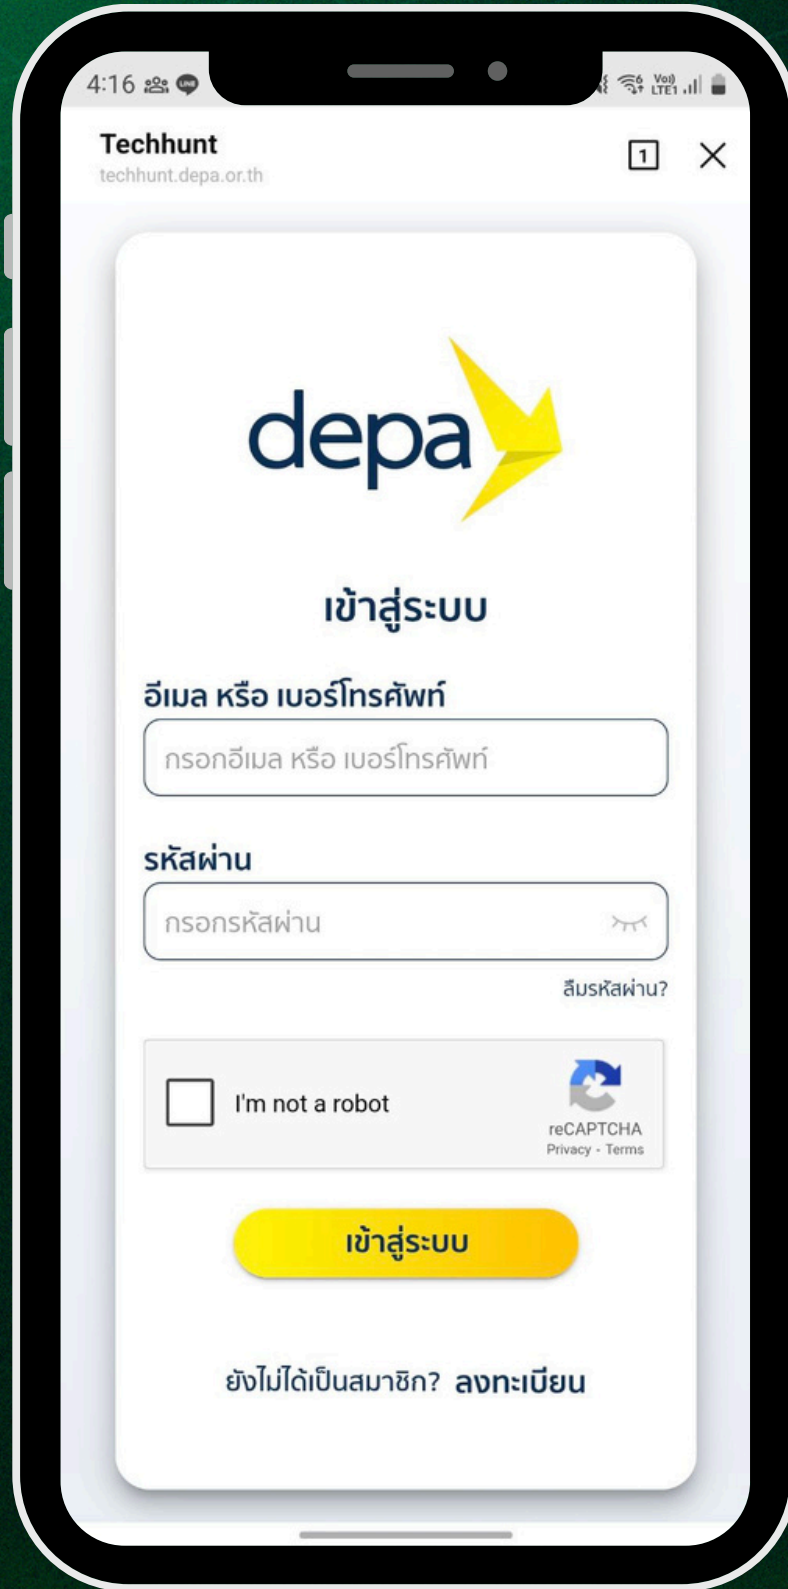 4:16
LINE
6
Vo))
LTE1
Techhunt
1
techhunt.depa.or.th
depa
เข้าสู่ระบบ
อีเมล หรือ เบอร์โทรศัพท์
กรอกอีเมล หรือ เบอร์โทรศัพท์
รหัสผ่าน
กรอกรหัสผ่าน
ลืมรหัสผ่าน?
I'm not a robot
reCAPTCHA
Privacy - Terms
เข้าสู่ระบบ
ยังไม่ได้เป็นสมาชิก? ลงทะเบียน